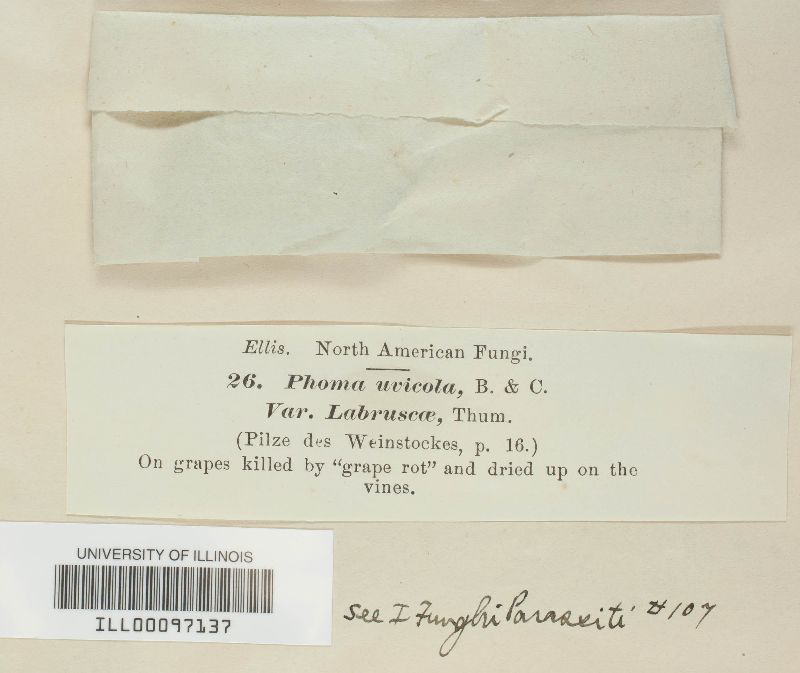 Ellis. North American Fungi.
26. Phoma uvicola, B. & C.
Var. Labruscæ, Thum.
(Pilze des Weinstockes, p. 16.)
On grapes killed by "grape rot" and dried up on the
vines.
UNIVERSITY OF ILLINOIS
ILL00097137
see I Funghi Parassiti #107